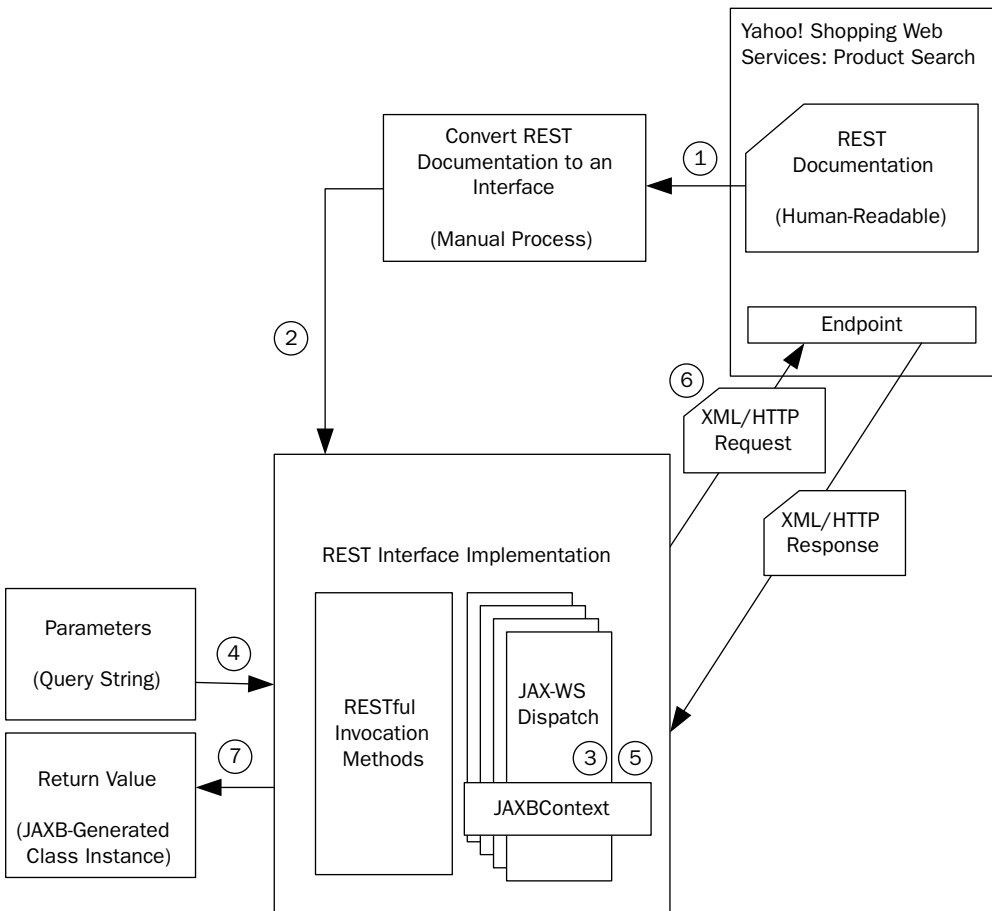 Yahoo! Shopping Web
Services: Product Search
REST
Documentation
(Human-Readable)
1
Convert REST
Documentation to an
Interface
(Manual Process)
2
Endpoint
6
XML/HTTP
Request
XML/HTTP
Response
REST Interface Implementation
Parameters
(Query String)
4
RESTful
Invocation
Methods
JAX-WS
Dispatch
3
5
JAXBContext
7
Return Value
(JAXB-Generated
Class Instance)